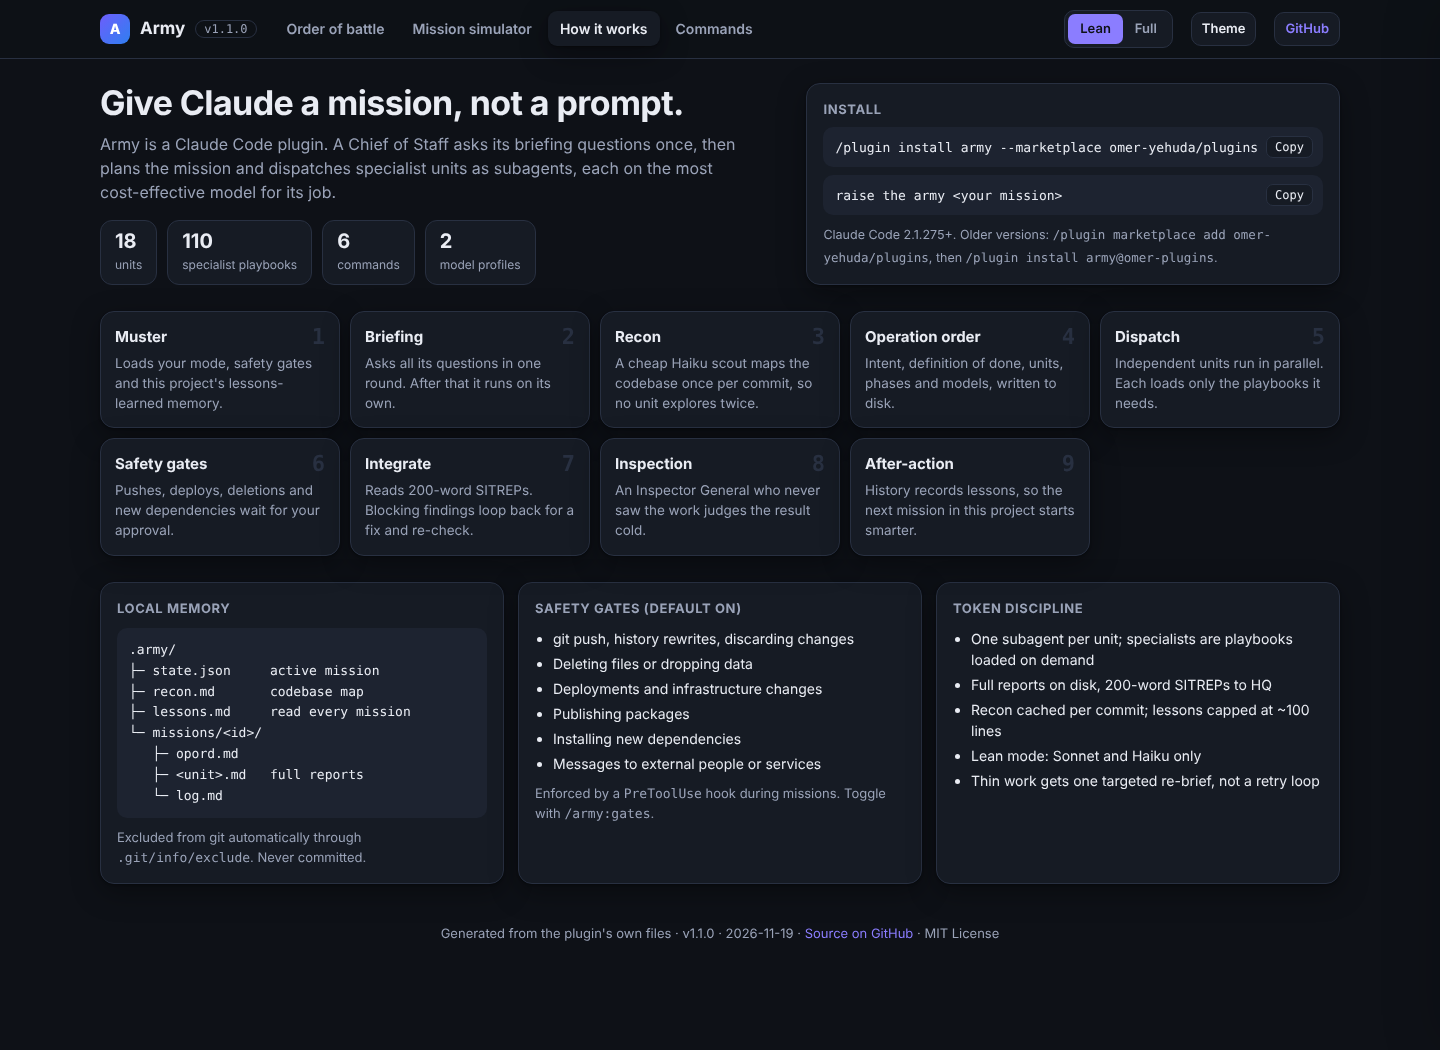 A Army v1.1.0 Order of battle Mission simulator How it works Commands Lean Full Theme GitHub
Give Claude a mission, not a prompt.
Army is a Claude Code plugin. A Chief of Staff asks its briefing questions once, then
plans the mission and dispatches specialist units as subagents, each on the most
cost-effective model for its job.
18
units
110
specialist playbooks
6
commands
2
model profiles
INSTALL
/plugin install army --marketplace omer-yehuda/plugins Copy
raise the army <your mission> Copy
Claude Code 2.1.275+. Older versions: /plugin marketplace add omer-
yehuda/plugins, then /plugin install army@omer-plugins.
Muster 1
Loads your mode, safety gates
and this project's lessons-
learned memory.
Briefing 2
Asks all its questions in one
round. After that it runs on its
own.
Recon 3
A cheap Haiku scout maps the
codebase once per commit, so
no unit explores twice.
Operation order 4
Intent, definition of done, units,
phases and models, written to
disk.
Dispatch 5
Independent units run in parallel.
Each loads only the playbooks it
needs.
Safety gates 6
Pushes, deploys, deletions and
new dependencies wait for your
approval.
Integrate 7
Reads 200-word SITREPs.
Blocking findings loop back for a
fix and re-check.
Inspection 8
An Inspector General who never
saw the work judges the result
cold.
After-action 9
History records lessons, so the
next mission in this project starts
smarter.
LOCAL MEMORY
.army/
├─ state.json     active mission
├─ recon.md       codebase map
├─ lessons.md     read every mission
└─ missions/<id>/
   ├─ opord.md
   ├─ <unit>.md   full reports
   └─ log.md
Excluded from git automatically through
.git/info/exclude. Never committed.
SAFETY GATES (DEFAULT ON)
• git push, history rewrites, discarding changes
• Deleting files or dropping data
• Deployments and infrastructure changes
• Publishing packages
• Installing new dependencies
• Messages to external people or services
Enforced by a PreToolUse hook during missions. Toggle
with /army:gates.
TOKEN DISCIPLINE
• One subagent per unit; specialists are playbooks
loaded on demand
• Full reports on disk, 200-word SITREPs to HQ
• Recon cached per commit; lessons capped at ~100
lines
• Lean mode: Sonnet and Haiku only
• Thin work gets one targeted re-brief, not a retry loop
Generated from the plugin's own files · v1.1.0 · 2026-11-19 · Source on GitHub · MIT License